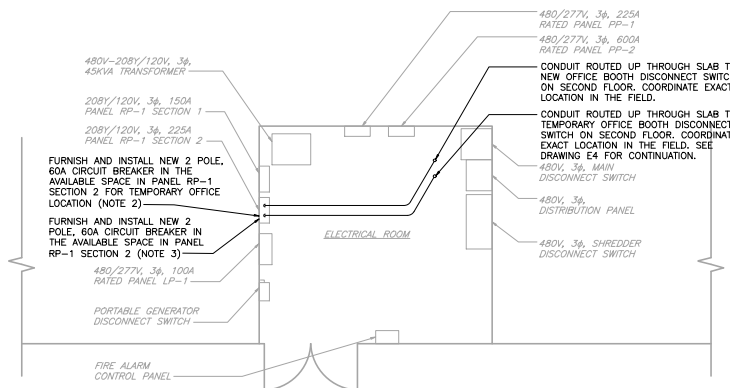 480/277V, 3ϕ, 225A
RATED PANEL PP-1
480/277V, 3ϕ, 600A
RATED PANEL PP-2
480V-208Y/120V, 3ϕ,
45KVA TRANSFORMER
CONDUIT ROUTED UP THROUGH SLAB T
NEW OFFICE BOOTH DISCONNECT SWITC
ON SECOND FLOOR. COORDINATE EXACT
LOCATION IN THE FIELD.
208Y/120V, 3ϕ, 150A
PANEL RP-1 SECTION 1
CONDUIT ROUTED UP THROUGH SLAB T
TEMPORARY OFFICE BOOTH DISCONNECT
SWITCH ON SECOND FLOOR. COORDINAT
EXACT LOCATION IN THE FIELD. SEE
DRAWING E4 FOR CONTINUATION.
208Y/120V, 3ϕ, 225A
PANEL RP-1 SECTION 2
FURNISH AND INSTALL NEW 2 POLE,
60A CIRCUIT BREAKER IN THE
AVAILABLE SPACE IN PANEL RP-1
SECTION 2 FOR TEMPORARY OFFICE
LOCATION (NOTE 2)
480V, 3ϕ, MAIN
DISCONNECT SWITCH
480V, 3ϕ,
DISTRIBUTION PANEL
FURNISH AND INSTALL NEW 2
POLE, 60A CIRCUIT BREAKER IN
THE AVAILABLE SPACE IN PANEL
RP-1 SECTION 2 (NOTE 3)
ELECTRICAL ROOM
480V, 3ϕ, SHREDDER
DISCONNECT SWITCH
480/277V, 3ϕ, 100A
RATED PANEL LP-1
PORTABLE GENERATOR
DISCONNECT SWITCH
FIRE ALARM
CONTROL PANEL